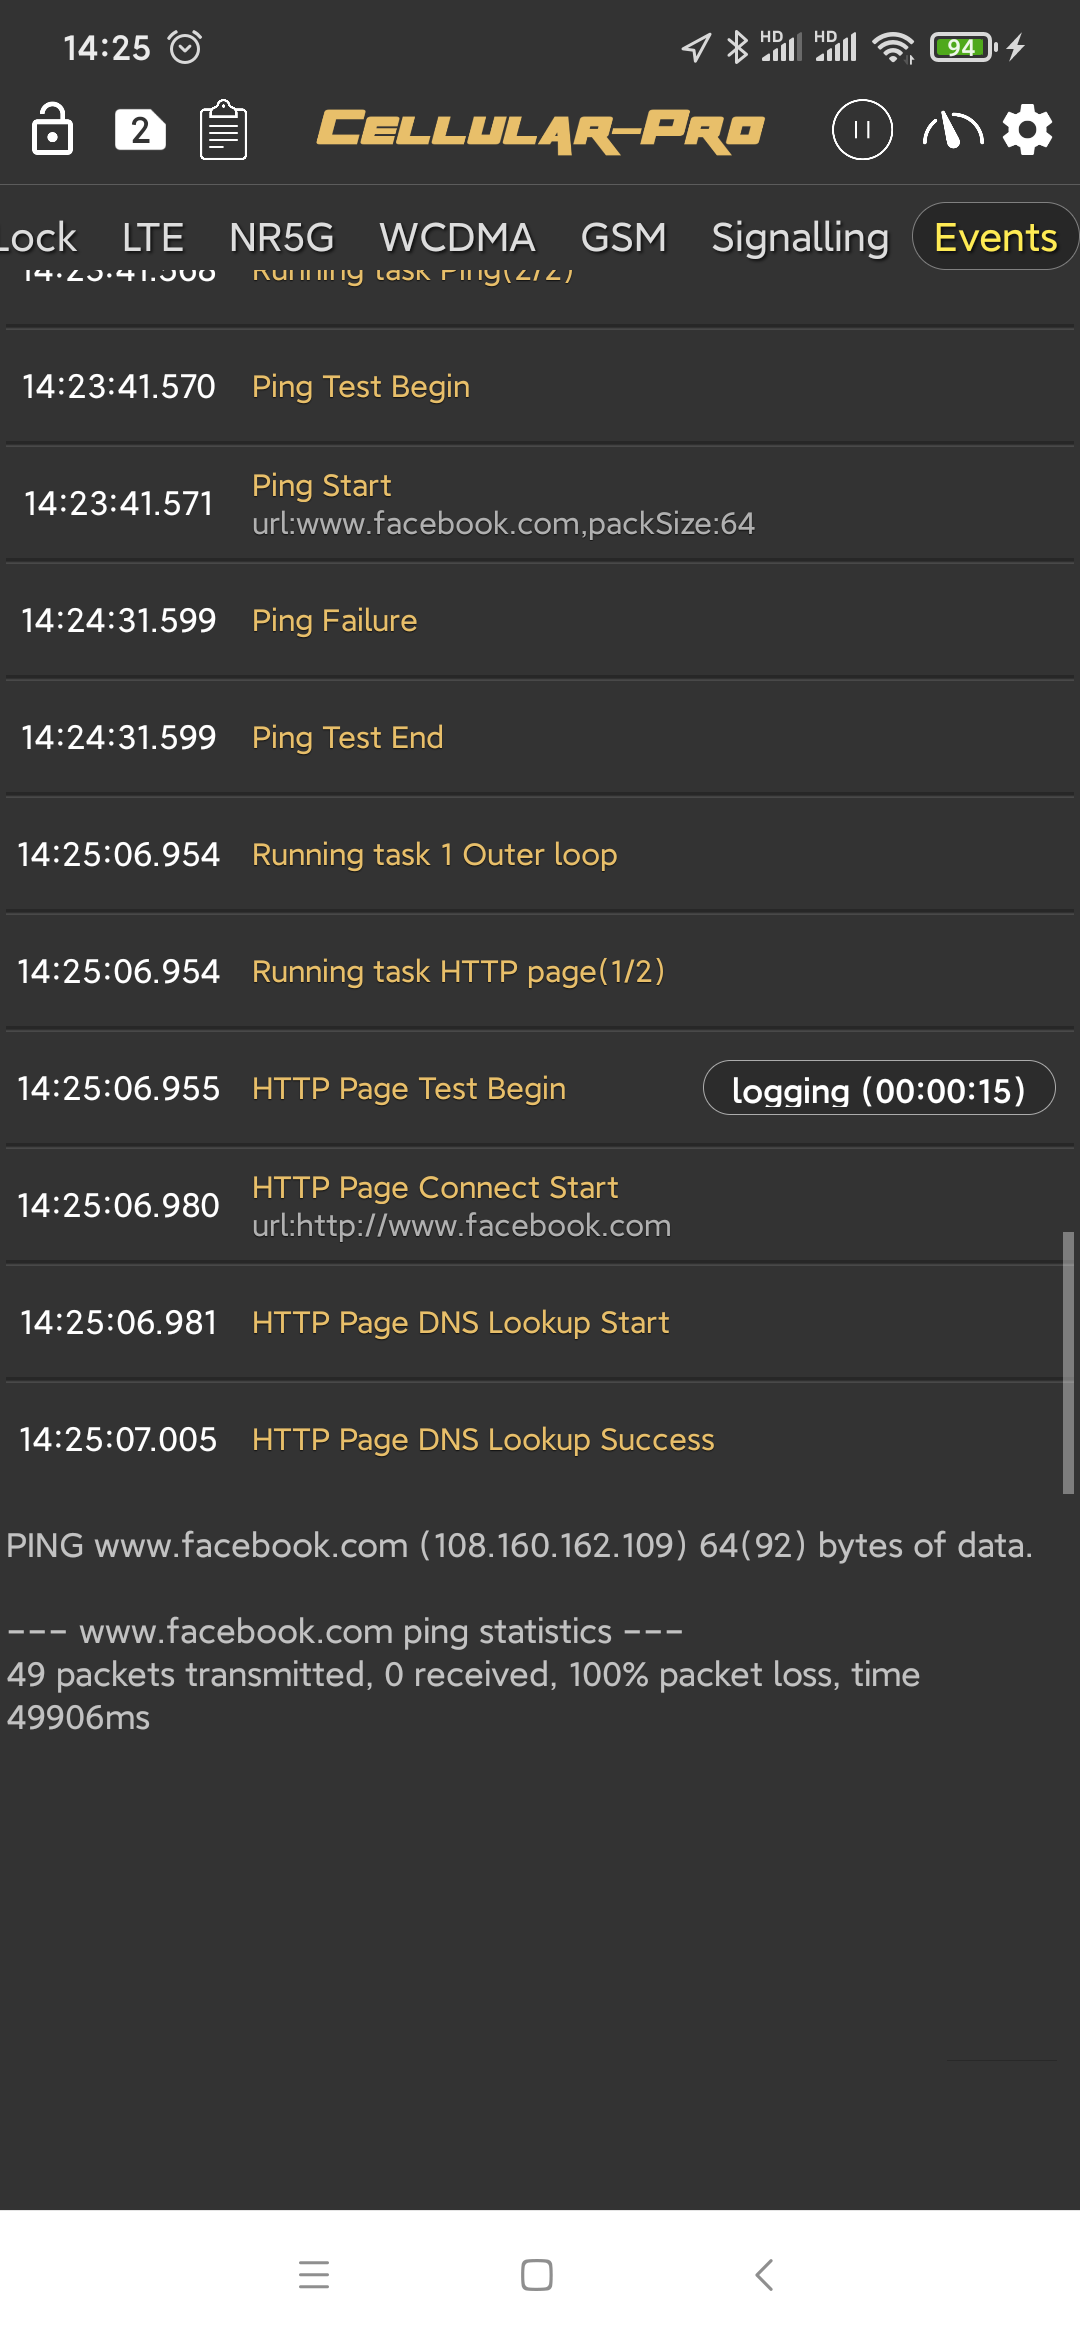 14:25
HD
HD
94
2
Cellular-Pro
Lock LTE NR5G WCDMA GSM Signalling Events
14:23:41.568 Running task Ping(2/2)
14:23:41.570 Ping Test Begin
14:23:41.571 Ping Start
url:www.facebook.com,packSize:64
14:24:31.599 Ping Failure
14:24:31.599 Ping Test End
14:25:06.954 Running task 1 Outer loop
14:25:06.954 Running task HTTP page(1/2)
14:25:06.955 HTTP Page Test Begin
logging (00:00:15)
14:25:06.980 HTTP Page Connect Start
url:http://www.facebook.com
14:25:06.981 HTTP Page DNS Lookup Start
14:25:07.005 HTTP Page DNS Lookup Success
PING www.facebook.com (108.160.162.109) 64(92) bytes of data.
--- www.facebook.com ping statistics ---
49 packets transmitted, 0 received, 100% packet loss, time
49906ms